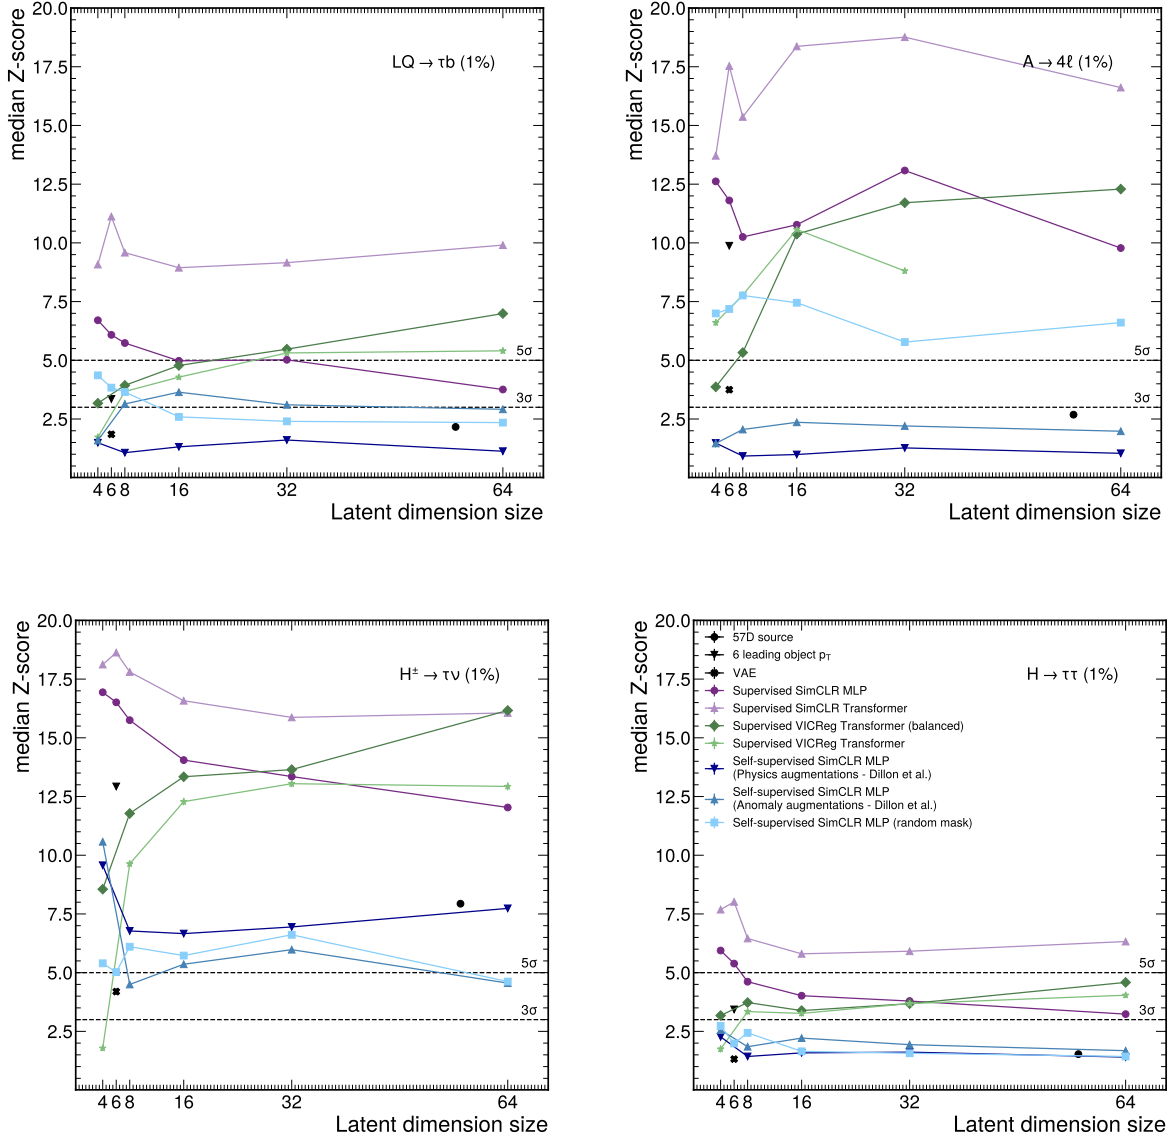 20.0
17.5
15.0
12.5
10.0
7.5
5.0
2.5
median Z-score
LQ → τb (1%)
5σ
3σ
4 6 8 16 32 64
Latent dimension size
20.0
17.5
15.0
12.5
10.0
7.5
5.0
2.5
median Z-score
A → 4ℓ (1%)
5σ
3σ
4 6 8 16 32 64
Latent dimension size
20.0
17.5
15.0
12.5
10.0
7.5
5.0
2.5
median Z-score
H± → τν (1%)
5σ
3σ
4 6 8 16 32 64
Latent dimension size
20.0
17.5
15.0
12.5
10.0
7.5
5.0
2.5
median Z-score
57D source
6 leading object pT
VAE
Supervised SimCLR MLP
Supervised SimCLR Transformer
Supervised VICReg Transformer (balanced)
Supervised VICReg Transformer
Self-supervised SimCLR MLP
(Physics augmentations - Dillon et al.)
Self-supervised SimCLR MLP
(Anomaly augmentations - Dillon et al.)
Self-supervised SimCLR MLP (random mask)
H → ττ (1%)
5σ
3σ
4 6 8 16 32 64
Latent dimension size